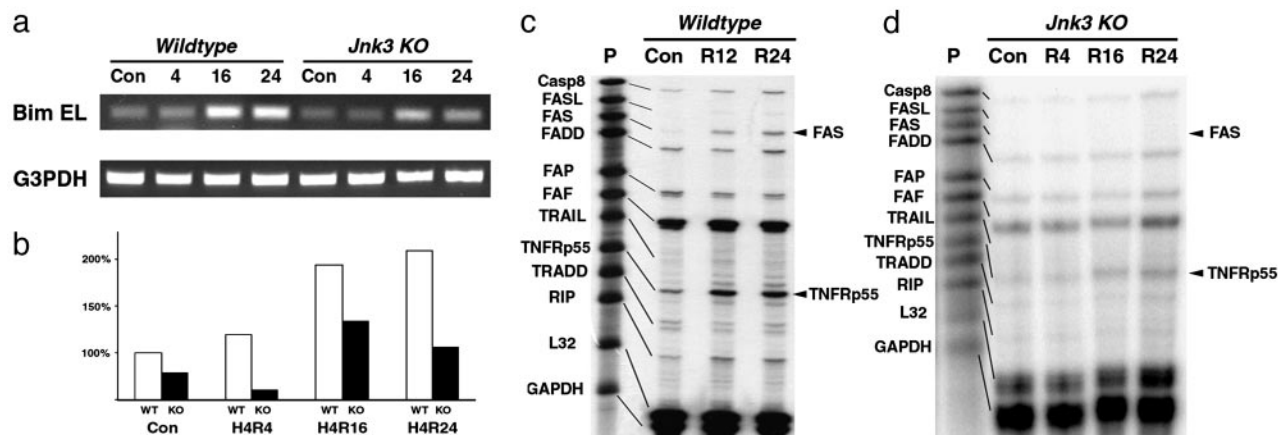 a
Wildtype Jnk3 KO
Con 4 16 24 Con 4 16 24
Bim EL
G3PDH
b
200%
150%
100%
WT KO WT KO WT KO WT KO
Con H4R4 H4R16 H4R24
c
Wildtype
P Con R12 R24
Casp8
FASL
FAS
FADD
FAP
FAF
TRAIL
TNFRp55
TRADD
RIP
L32
GAPDH
FAS
TNFRp55
d
Jnk3 KO
P Con R4 R16 R24
Casp8
FASL
FAS
FADD
FAP
FAF
TRAIL
TNFRp55
TRADD
RIP
L32
GAPDH
FAS
TNFRp55